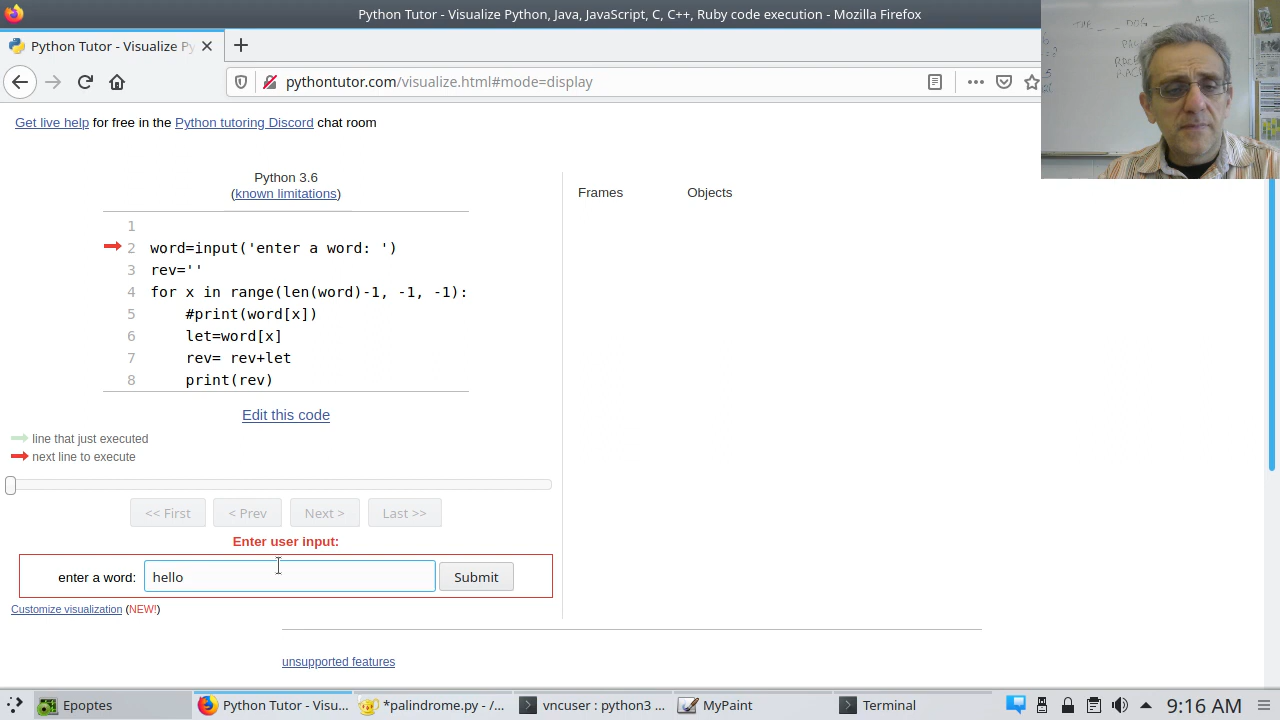 Python Tutor - Visualize Python, Java, JavaScript, C, C++, Ruby code execution - Mozilla Firefox
Python Tutor - Visualize Py
pythontutor.com/visualize.html#mode=display
THE DOG ATE
Get live help for free in the Python tutoring Discord chat room
Python 3.6
(known limitations)
Frames Objects
1
2 word=input('enter a word: ')
3 rev=''
4 for x in range(len(word)-1, -1, -1):
5 #print(word[x])
6 let=word[x]
7 rev= rev+let
8 print(rev)
Edit this code
line that just executed
next line to execute
<< First < Prev Next > Last >>
Enter user input:
enter a word: hello Submit
Customize visualization (NEW!)
unsupported features
Epoptes Python Tutor - Visu... *palindrome.py - /... vncuser : python3 ... MyPaint Terminal 9:16 AM